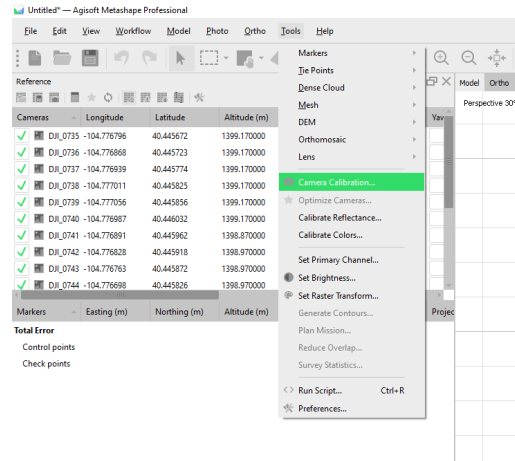 Untitled* — Agisoft Metashape Professional
File Edit View Workflow Model Photo Ortho Tools Help
Reference
Model Ortho
Perspective 30°
Cameras Longitude Latitude Altitude (m) Yaw
DJI_0735 -104.776796 40.445672 1399.170000
DJI_0736 -104.776868 40.445723 1399.170000
DJI_0737 -104.776939 40.445774 1399.170000
DJI_0738 -104.777011 40.445825 1399.170000
DJI_0739 -104.777056 40.445856 1399.170000
DJI_0740 -104.776987 40.446032 1399.170000
DJI_0741 -104.776891 40.445962 1398.870000
DJI_0742 -104.776828 40.445918 1398.970000
DJI_0743 -104.776763 40.445872 1398.970000
DJI_0744 -104.776698 40.445826 1398.970000
Markers Easting (m) Northing (m) Altitude (m) Projec
Total Error
Control points
Check points
Markers
Tie Points
Dense Cloud
Mesh
DEM
Orthomosaic
Lens
Camera Calibration...
Optimize Cameras...
Calibrate Reflectance...
Calibrate Colors...
Set Primary Channel...
Set Brightness...
Set Raster Transform...
Generate Contours...
Plan Mission...
Reduce Overlap...
Survey Statistics...
Run Script... Ctrl+R
Preferences...